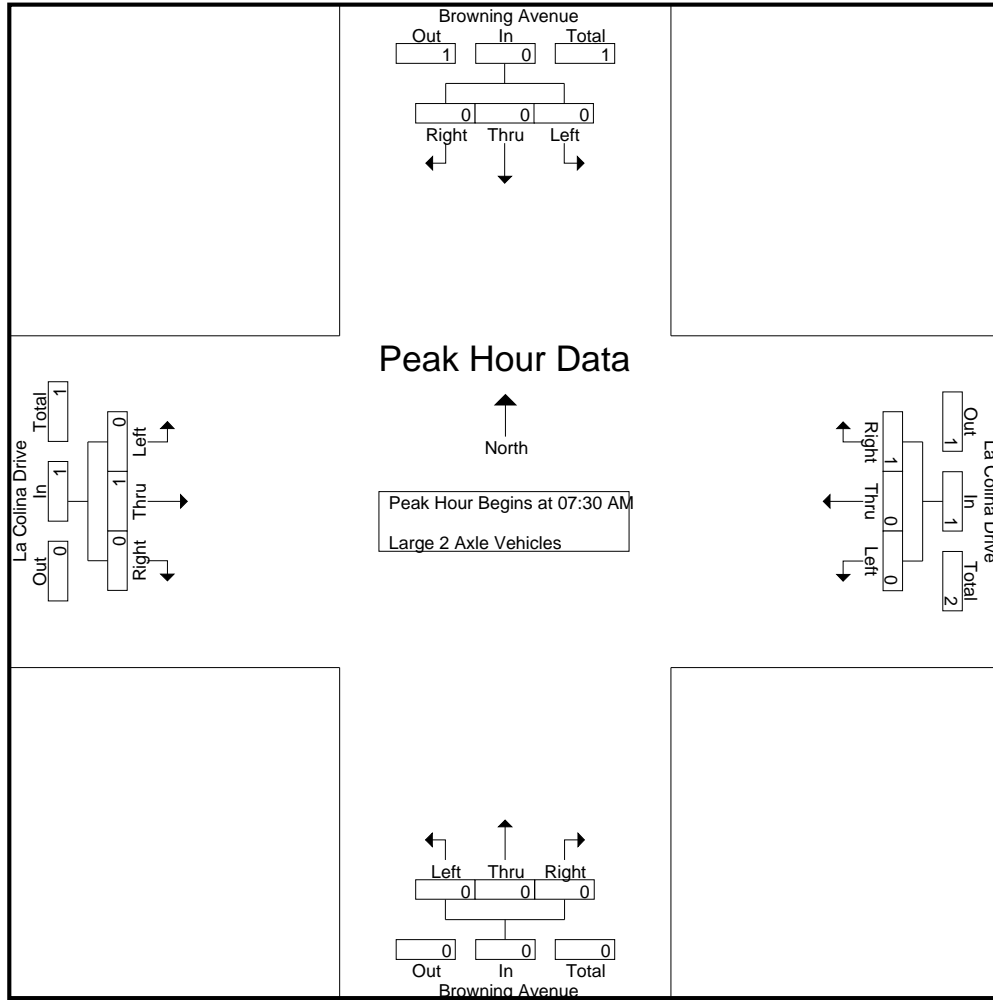 Browning Avenue
Out In Total
1 0 1
0 0 0
Right Thru Left
Peak Hour Data
North
Peak Hour Begins at 07:30 AM
Large 2 Axle Vehicles
La Colina Drive
Out In Total
0 1 1
0 1 0
Right Thru Left
La Colina Drive
Out In Total
1 1 2
1 0 0
Right Thru Left
Left Thru Right
0 0 0
0 0 0
Out In Total
Browning Avenue